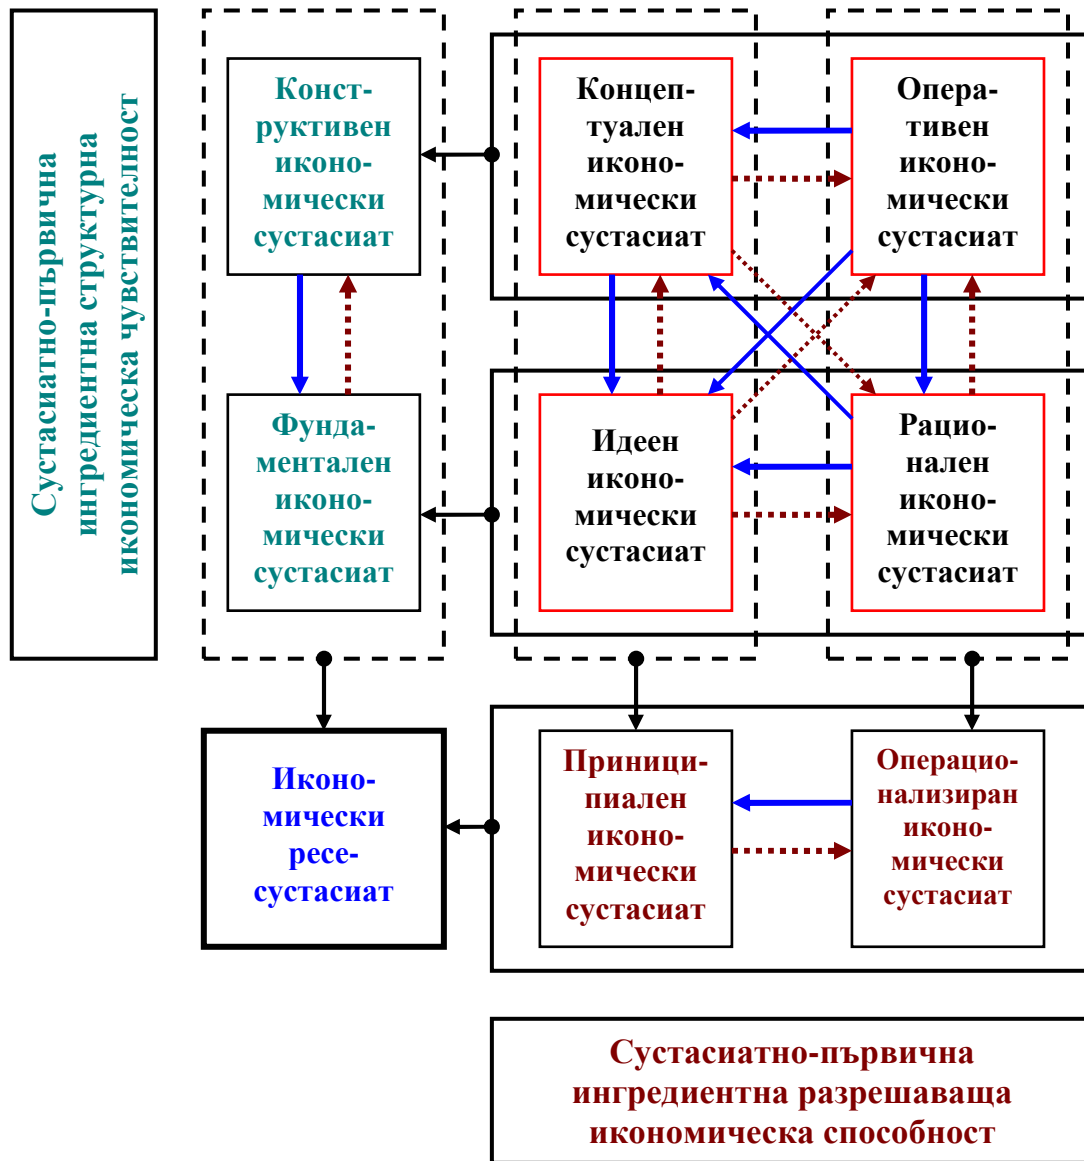 Сустасиатно-първична
ингредиентна структурна
икономическа чувствителност
Конст-
руктивен
иконо-
мически
сустасиат
Концеп-
туален
иконо-
мически
сустасиат
Опера-
тивен
иконо-
мически
сустасиат
Фунда-
ментален
иконо-
мически
сустасиат
Идеен
иконо-
мически
сустасиат
Рацио-
нален
иконо-
мически
сустасиат
Иконо-
мически
ресе-
сустасиат
Приници-
пиален
иконо-
мически
сустасиат
Операцио-
нализиран
иконо-
мически
сустасиат
Сустасиатно-първична
ингредиентна разрешаваща
икономическа способност